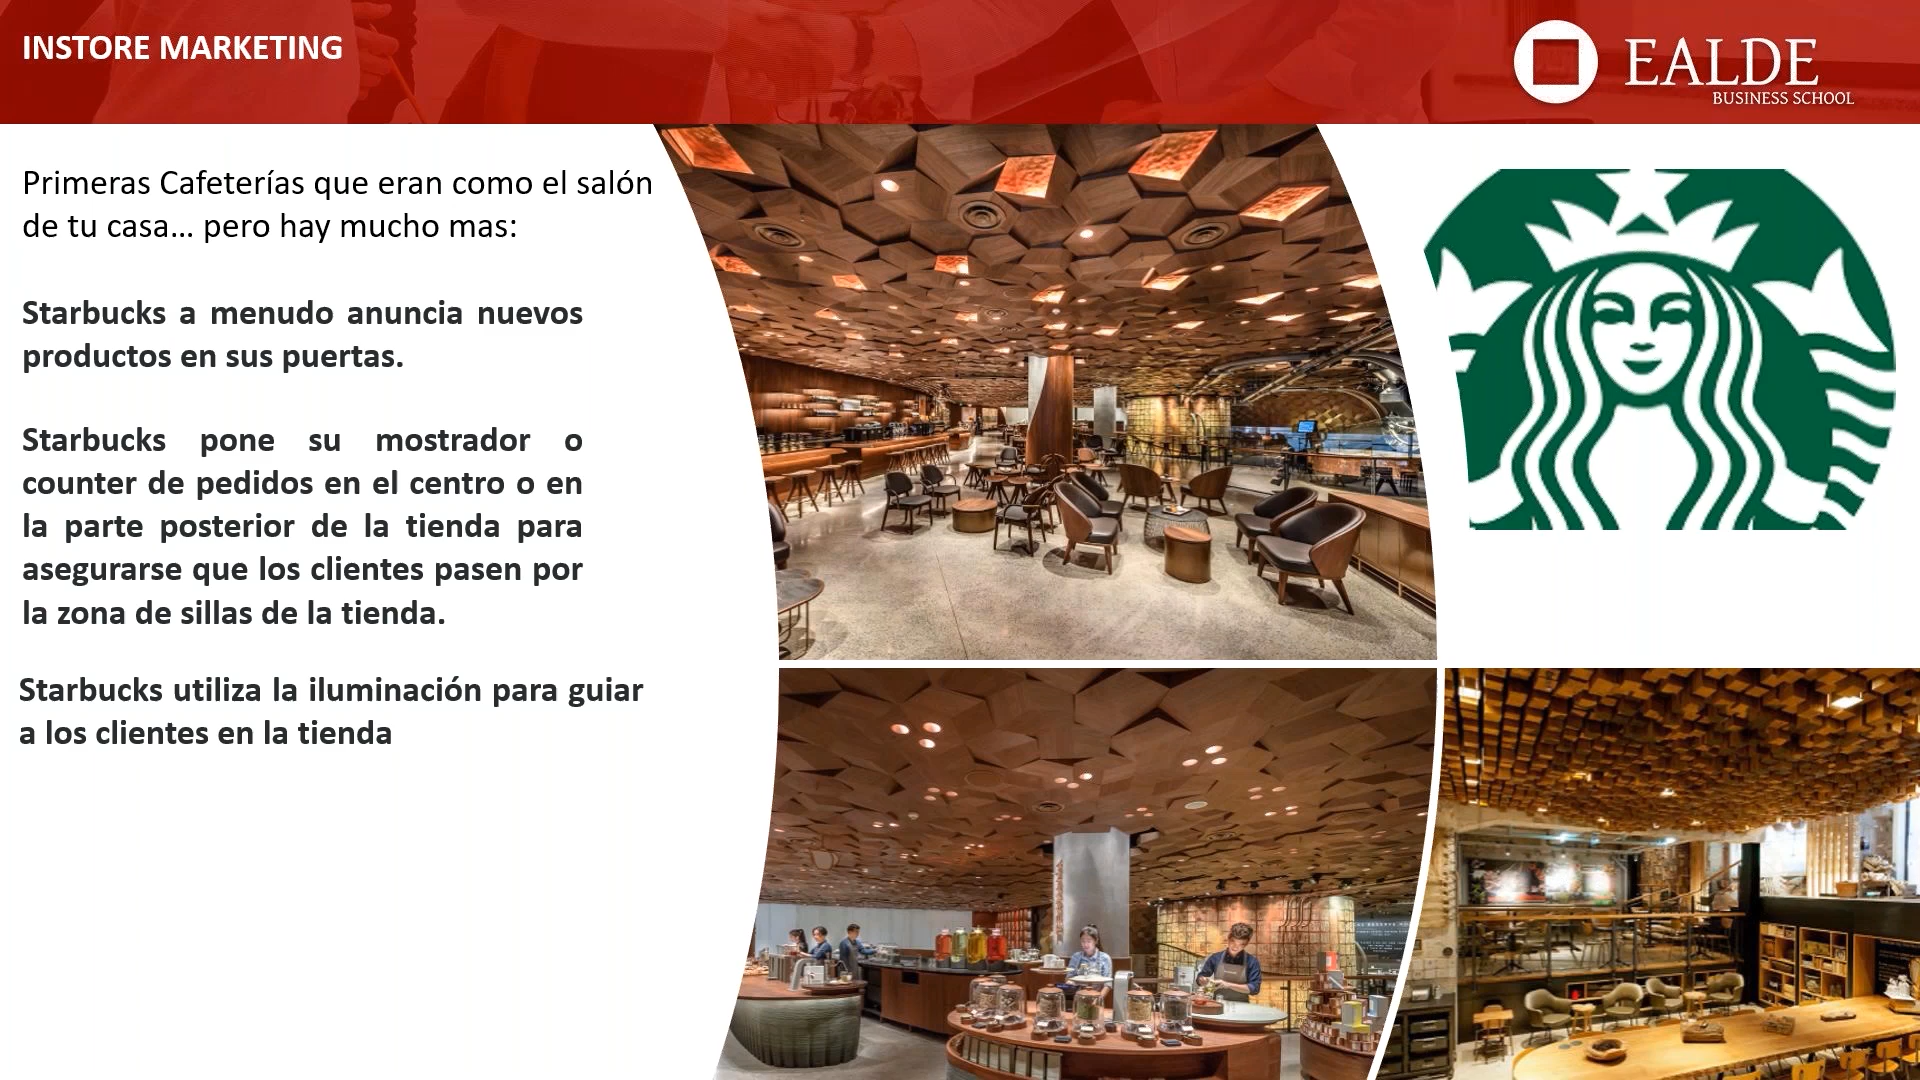 INSTORE MARKETING
EALDE
BUSINESS SCHOOL
Primeras Cafeterías que eran como el salón
de tu casa... pero hay mucho mas:
Starbucks a menudo anuncia nuevos
productos en sus puertas.
Starbucks pone su mostrador o
counter de pedidos en el centro o en
la parte posterior de la tienda para
asegurarse que los clientes pasen por
la zona de sillas de la tienda.
Starbucks utiliza la iluminación para guiar
a los clientes en la tienda